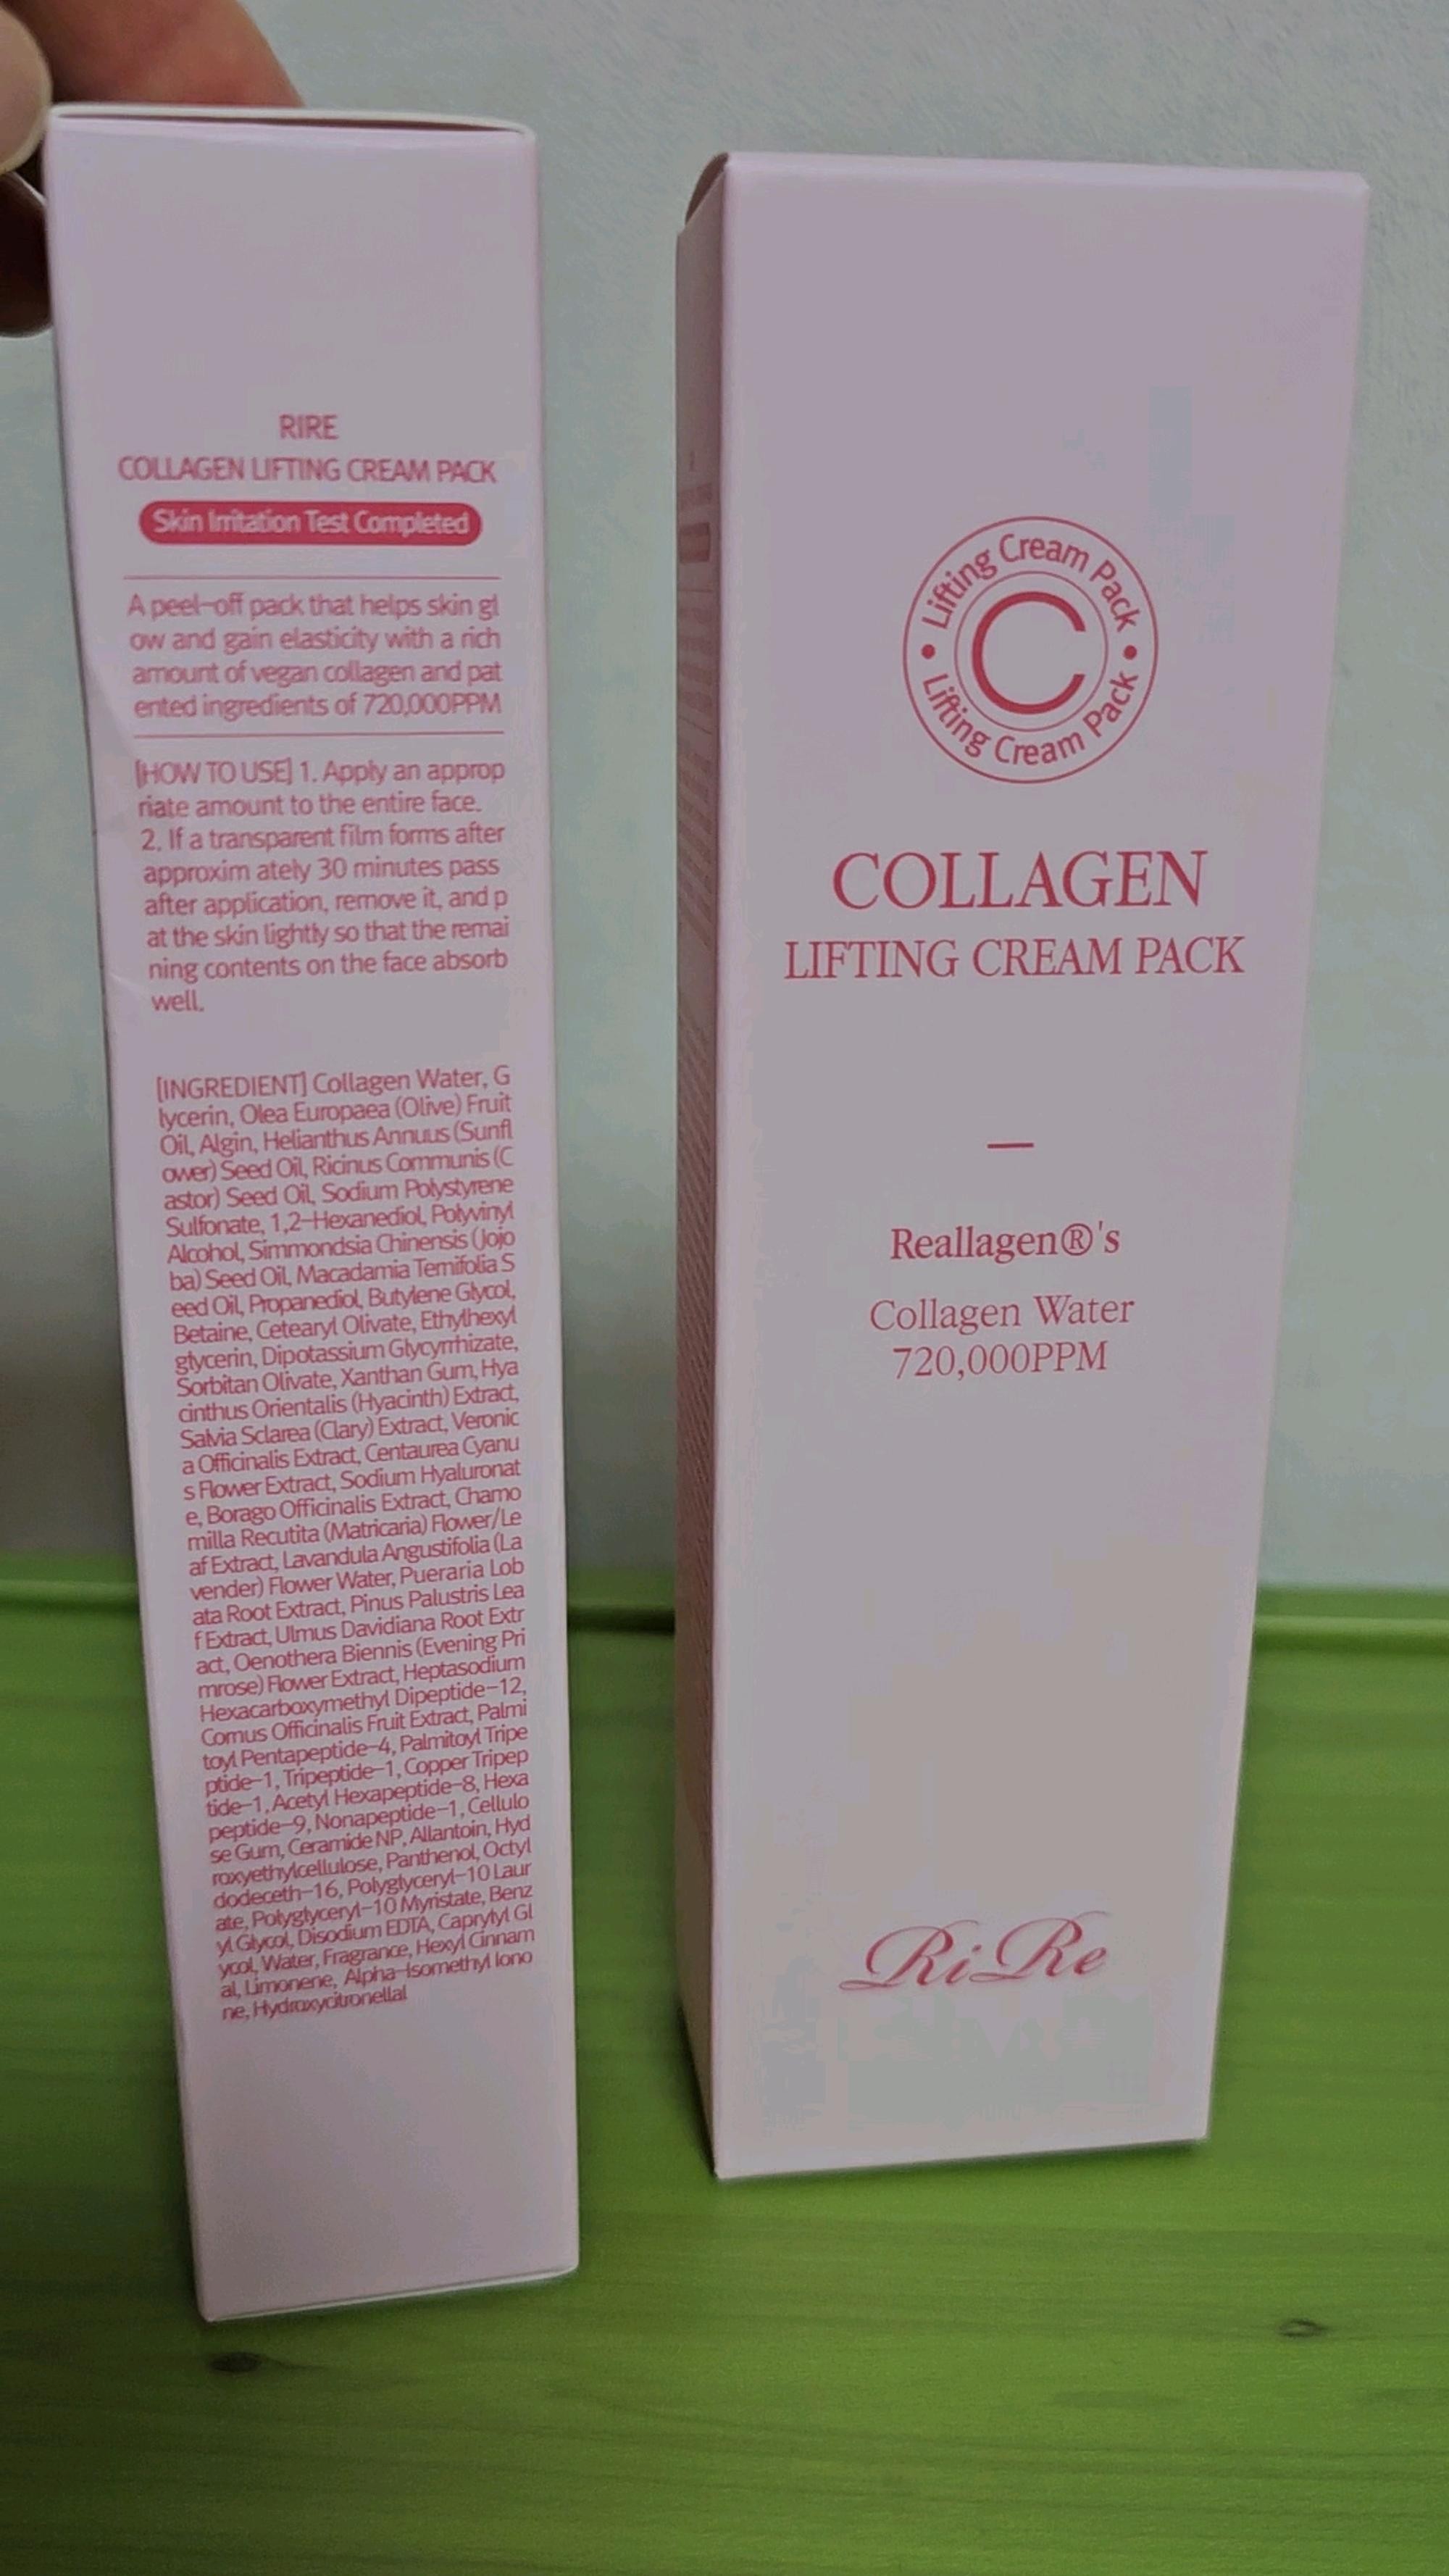 RIRE
COLLAGEN LIFTING CREAM PACK
Skin Irritation Test Completed
A peel-off pack that helps skin gl
ow and gain elasticity with a rich
amount of vegan collagen and pat
ented ingredients of 720,000PPM
[HOW TO USE] 1. Apply an approp
riate amount to the entire face.
2. If a transparent film forms after
approxim ately 30 minutes pass
after application, remove it, and p
at the skin lightly so that the remai
ning contents on the face absorb
well.
[INGREDIENT] Collagen Water, G
lycerin, Olea Europaea (Olive) Fruit
Oil, Algin, Helianthus Annuus (Sunfl
ower) Seed Oil, Ricinus Communis (C
astor) Seed Oil, Sodium Polystyrene
Sulfonate, 1,2-Hexanediol, Polyvinyl
Alcohol, Simmondsia Chinensis (Jojo
ba) Seed Oil, Macadamia Ternifolia S
eed Oil, Propanediol, Butylene Glycol,
Betaine, Cetearyl Olivate, Ethylhexyl
glycerin, Dipotassium Glycyrrhizate,
Sorbitan Olivate, Xanthan Gum, Hya
cinthus Orientalis (Hyacinth) Extract,
Salvia Sclarea (Clary) Extract, Veronic
a Officinalis Extract, Centaurea Cyanu
s Flower Extract, Sodium Hyaluronat
e, Borago Officinalis Extract, Chamo
milla Recutita (Matricaria) Flower/Le
af Extract, Lavandula Angustifolia (La
vender) Flower Water, Pueraria Lob
ata Root Extract, Pinus Palustris Lea
f Extract, Ulmus Davidiana Root Extr
act, Oenothera Biennis (Evening Pri
mrose) Flower Extract, Heptasodium
Hexacarboxymethyl Dipeptide-12,
Cornus Officinalis Fruit Extract, Palmi
toyl Pentapeptide-4, Palmitoyl Tripe
ptide-1, Tripeptide-1, Copper Tripep
tide-1, Acetyl Hexapeptide-8, Hexa
peptide-9, Nonapeptide-1, Cellulo
se Gum, Ceramide NP, Allantoin, Hyd
roxyethylcellulose, Panthenol, Octyl
dodeceth-16, Polyglyceryl-10 Laur
ate, Polyglyceryl-10 Myristate, Benz
yl Glycol, Disodium EDTA, Caprylyl Gl
ycol, Water, Fragrance, Hexyl Cinnam
al, Limonene, Alpha-Isomethyl Iono
ne, Hydroxycitronellal
Lifting Cream Pack
C
Lifting Cream Pack
COLLAGEN
LIFTING CREAM PACK
Reallagen®'s
Collagen Water
720,000PPM
RiRe